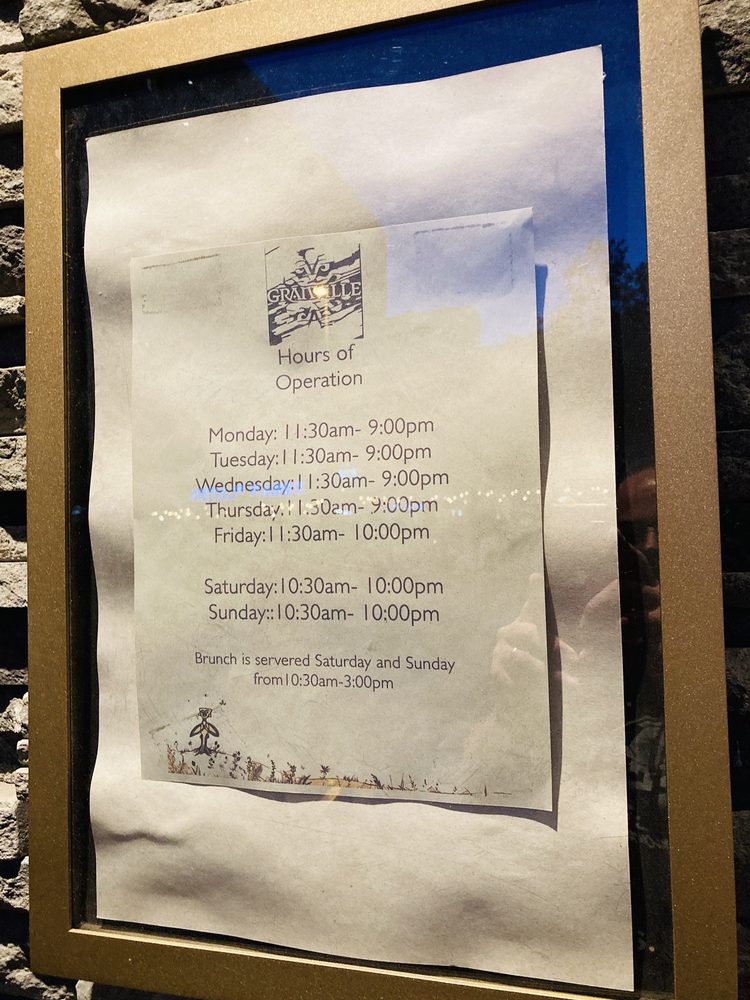 GRANVILLE
Hours of
Operation
Monday: 11:30am- 9:00pm
Tuesday:11:30am- 9:00pm
Wednesday:11:30am- 9:00pm
Thursday:11:30am- 9:00pm
Friday:11:30am- 10:00pm
Saturday:10:30am- 10:00pm
Sunday::10:30am- 10:00pm
Brunch is servered Saturday and Sunday
from10:30am-3:00pm